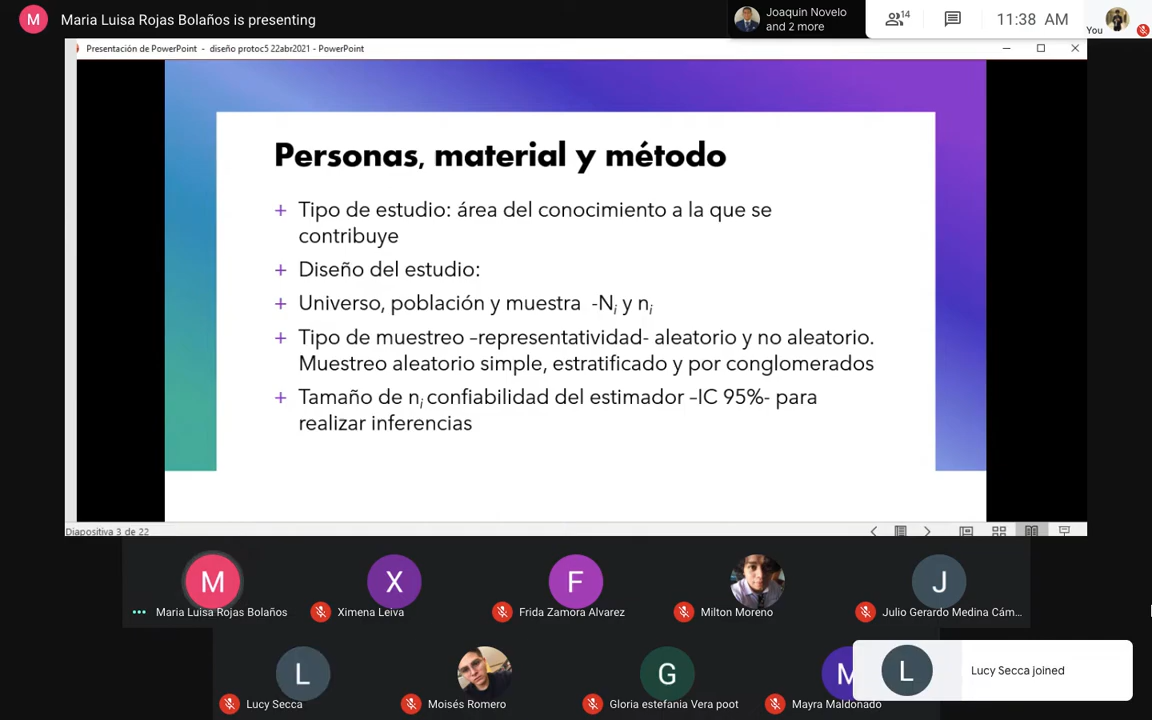 M Maria Luisa Rojas Bolaños is presenting
Joaquin Novelo
and 2 more
14
11:38 AM
You
Presentación de PowerPoint - diseño protoc5 22abr2021 - PowerPoint
Personas, material y método
+ Tipo de estudio: área del conocimiento a la que se
contribuye
+ Diseño del estudio:
+ Universo, población y muestra -Ni y ni
+ Tipo de muestreo –representatividad- aleatorio y no aleatorio.
Muestreo aleatorio simple, estratificado y por conglomerados
+ Tamaño de ni confiabilidad del estimador –IC 95%- para
realizar inferencias
Diapositiva 3 de 22
M X F J
Maria Luisa Rojas Bolaños Ximena Leiva Frida Zamora Alvarez Milton Moreno Julio Gerardo Medina Cám...
L G M L Lucy Secca joined
Lucy Secca Moisés Romero Gloria estefania Vera poot Mayra Maldonado